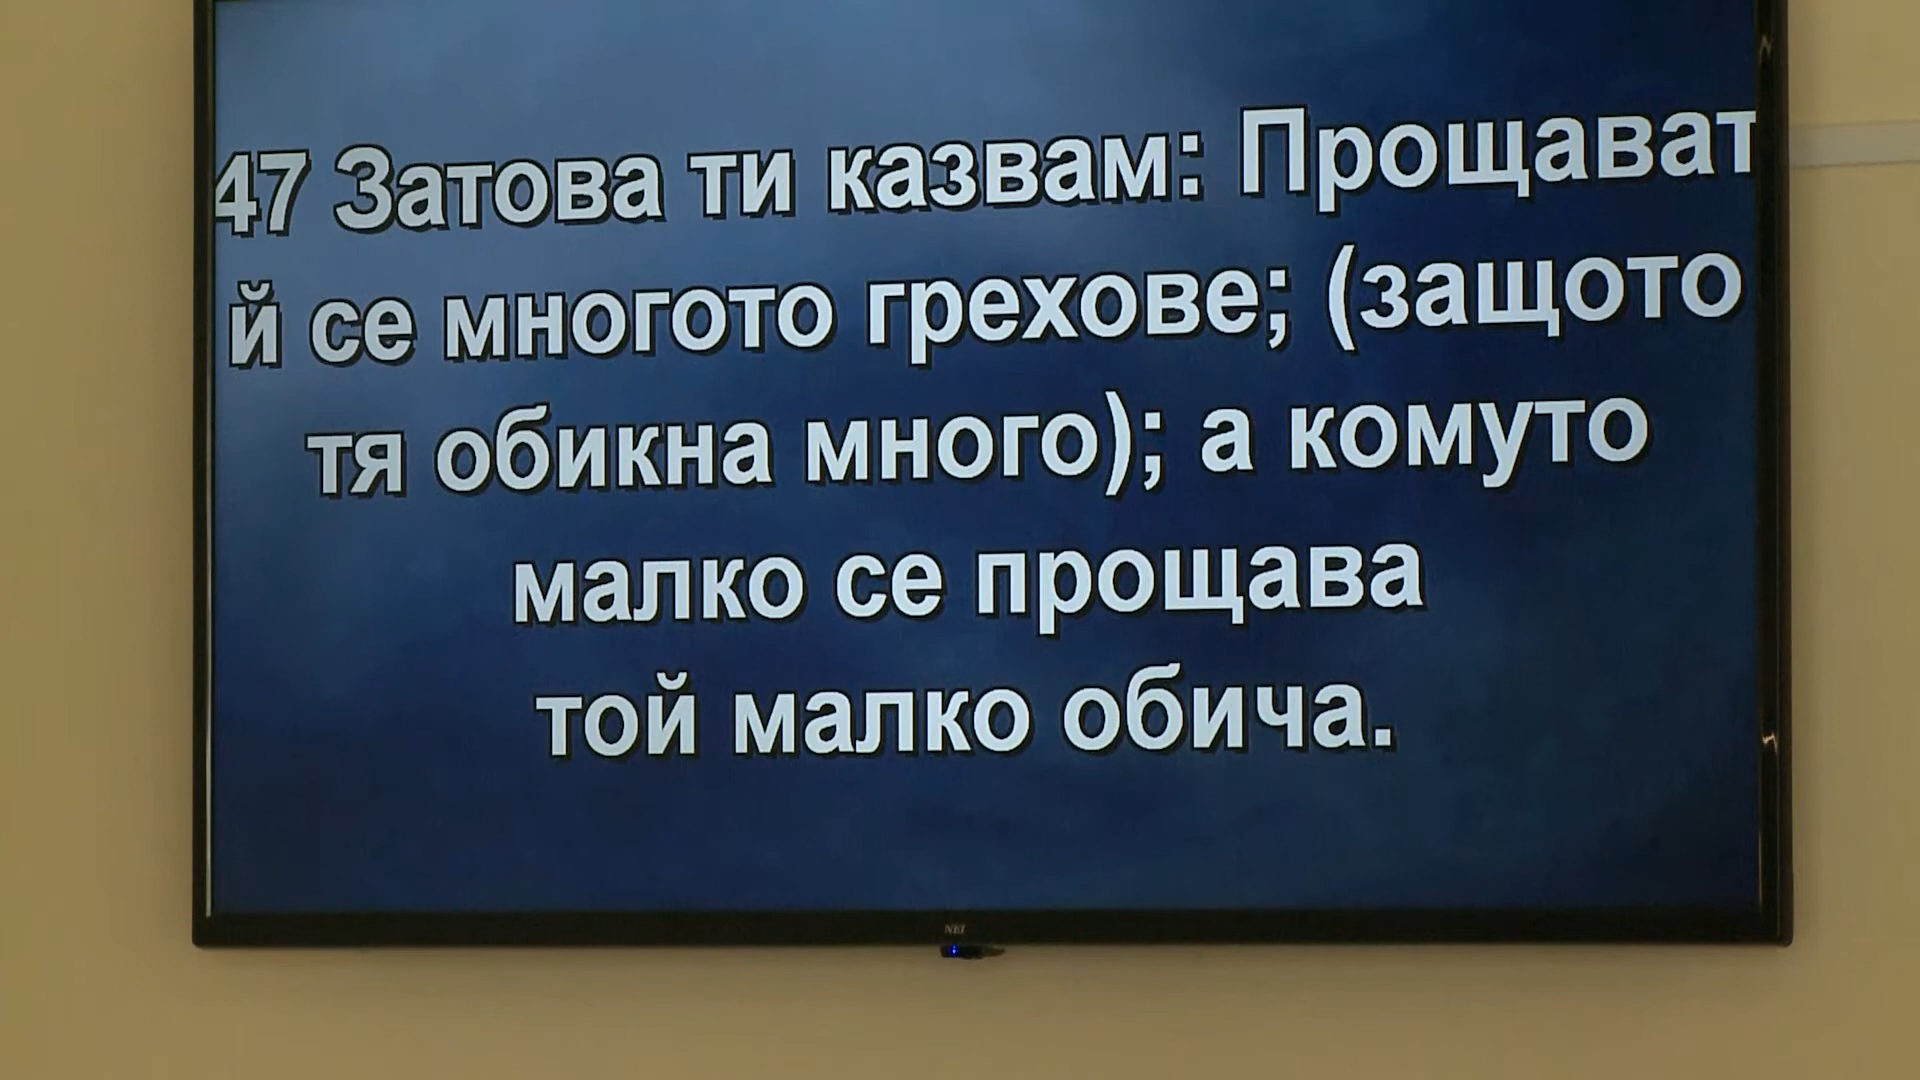 47 Затова ти казвам: Прощават
й се многото грехове; (защото
тя обикна много); а комуто
малко се прощава
той малко обича.
NEI